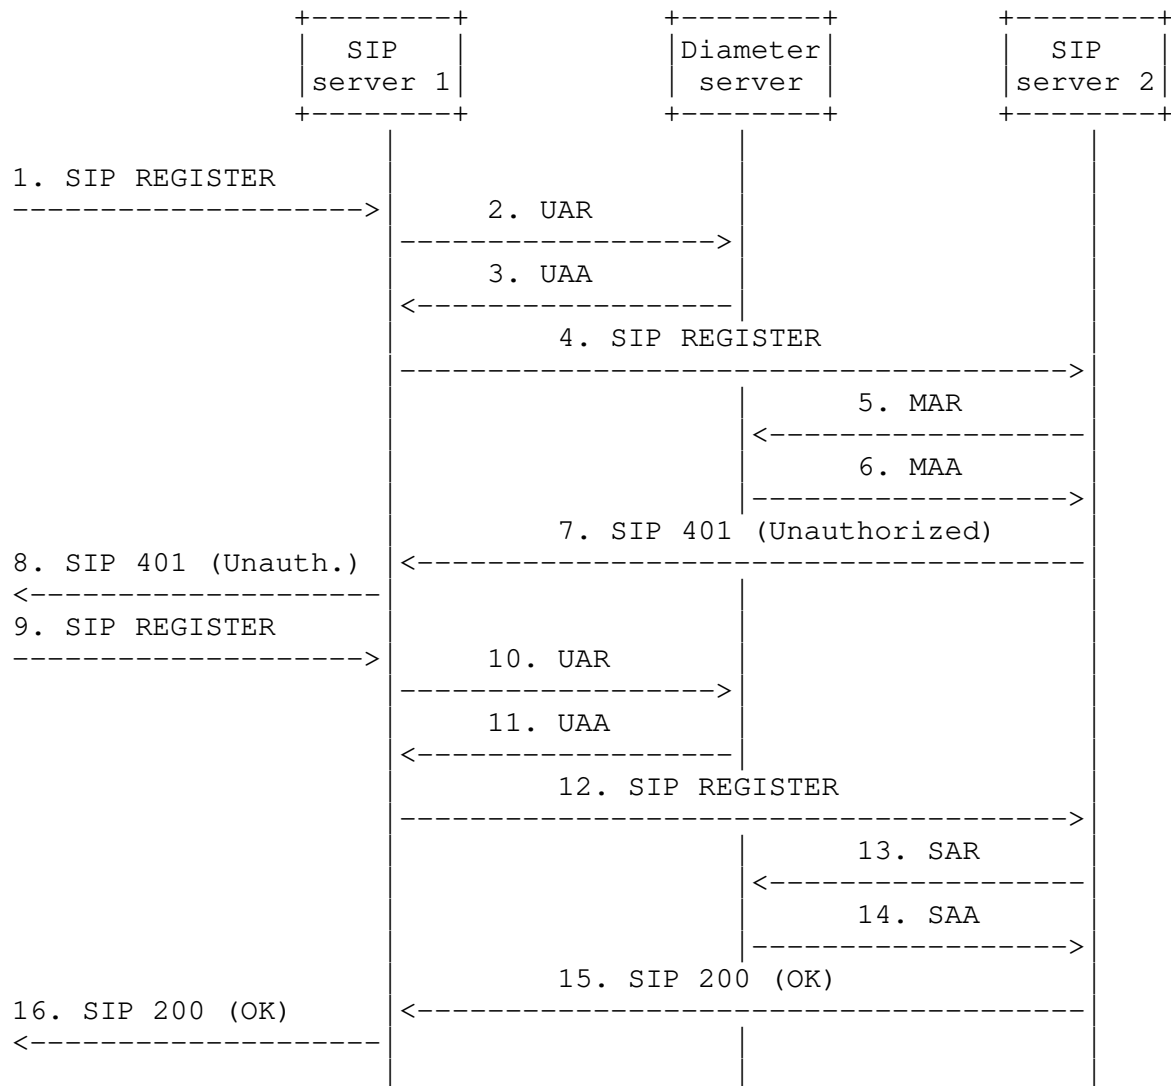 SIP server 1
Diameter server
SIP server 2
1. SIP REGISTER
2. UAR
3. UAA
4. SIP REGISTER
5. MAR
6. MAA
7. SIP 401 (Unauthorized)
8. SIP 401 (Unauth.)
9. SIP REGISTER
10. UAR
11. UAA
12. SIP REGISTER
13. SAR
14. SAA
15. SIP 200 (OK)
16. SIP 200 (OK)